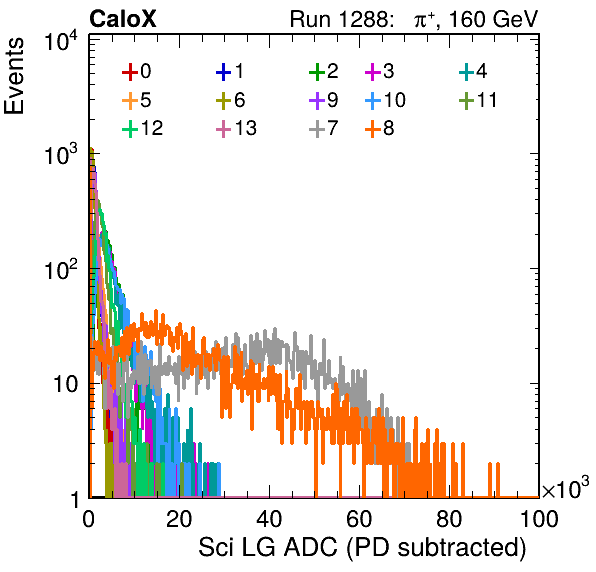 CaloX Run 1288: π⁺, 160 GeV
Events
10⁴
10³
10²
10
1
0 1 2 3 4
5 6 9 10 11
12 13 7 8
0 20 40 60 80 100
×10³
Sci LG ADC (PD subtracted)